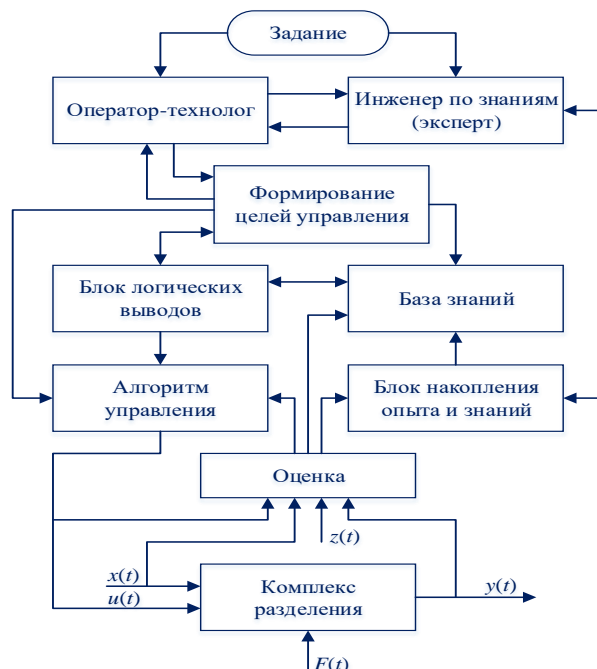 Задание
Оператор-технолог
Инженер по знаниям
(эксперт)
Формирование
целей управления
Блок логических
выводов
База знаний
Алгоритм
управления
Блок накопления
опыта и знаний
Оценка
z(t)
x(t)
u(t)
Комплекс
разделения
y(t)
F(t)